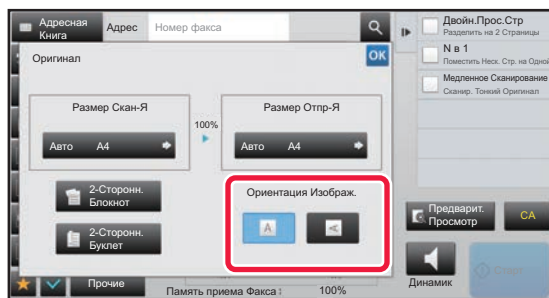 Адресная
Книга
Адрес
Номер факса
Двойн.Прос.Стр
Разделить на 2 Страницы
N в 1
Поместить Неск. Стр. на Одной
Медленное Сканирование
Сканир. Тонкий Оригинал
Оригинал
OK
Размер Скан-Я
100%
Размер Отпр-Я
Авто A4
Авто A4
2-Сторонн.
Блокнот
2-Сторонн.
Буклет
Ориентация Изображ.
A
A
Предварит.
Просмотр
CA
Прочие
Память приема Факса: 100%
Динамик
Старт